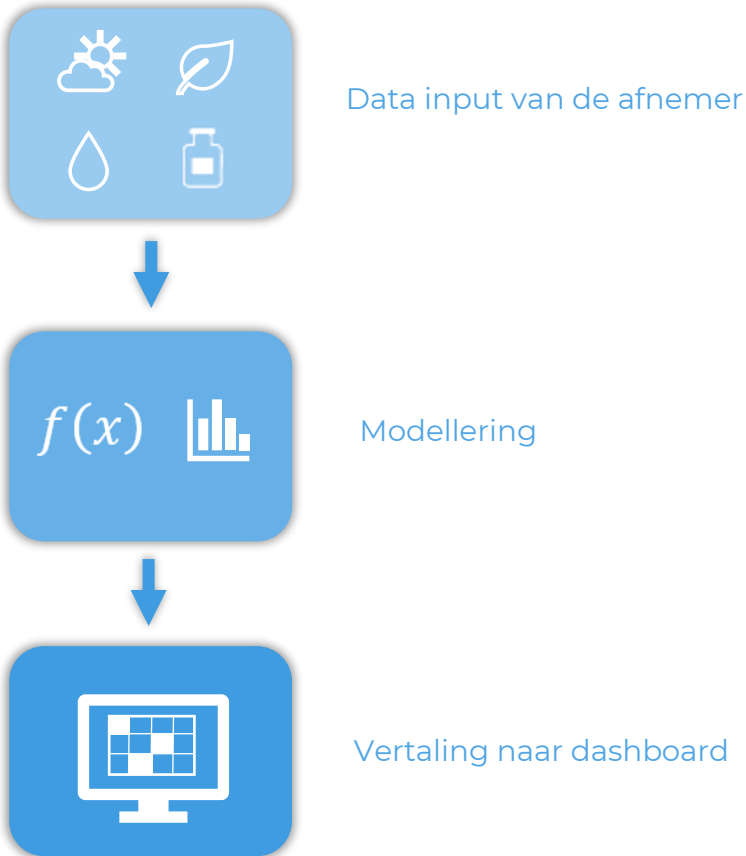 Data input van de afnemer
f(x)
Modellering
Vertaling naar dashboard